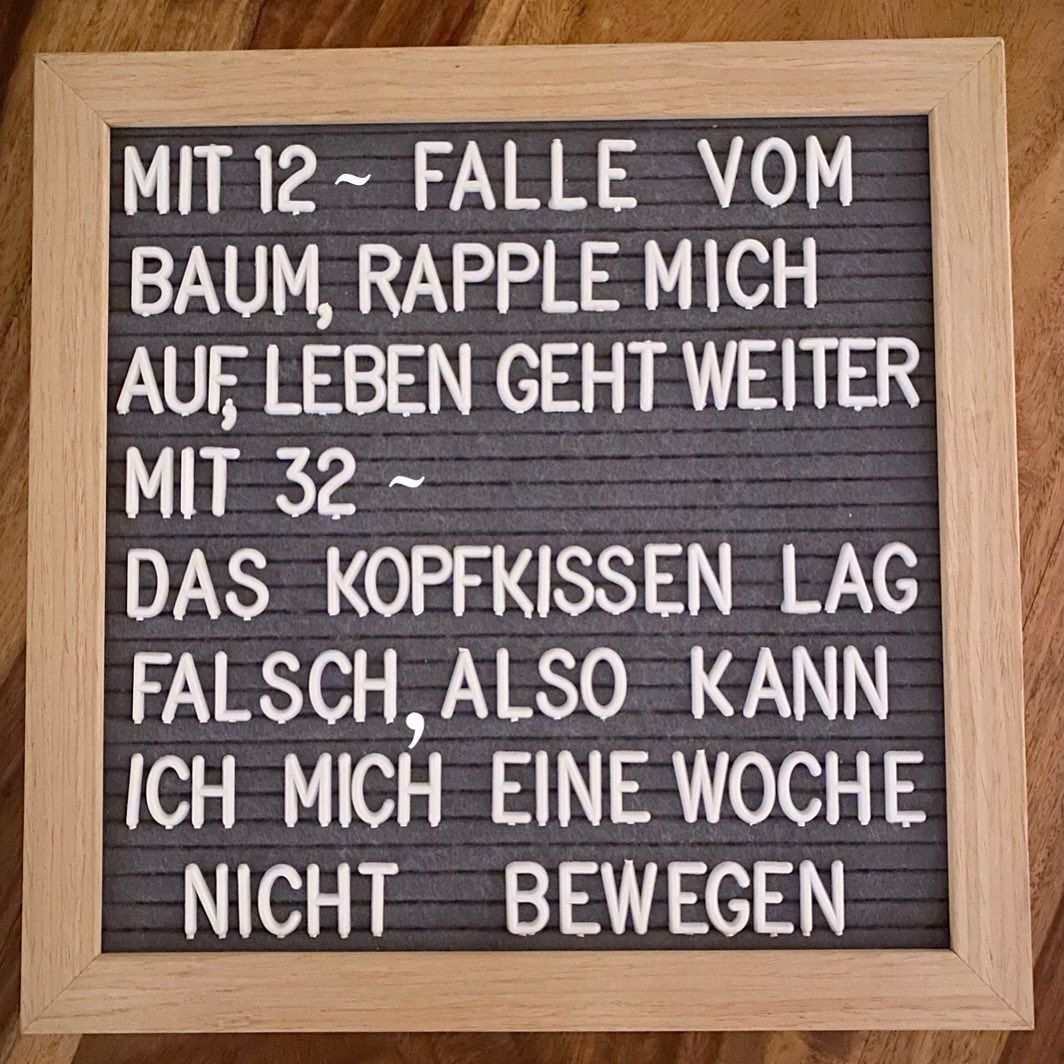 MIT 12 ~ FALLE VOM
BAUM, RAPPLE MICH
AUF, LEBEN GEHT WEITER
MIT 32 ~
DAS KOPFKISSEN LAG
FALSCH, ALSO KANN
ICH MICH EINE WOCHE
NICHT BEWEGEN